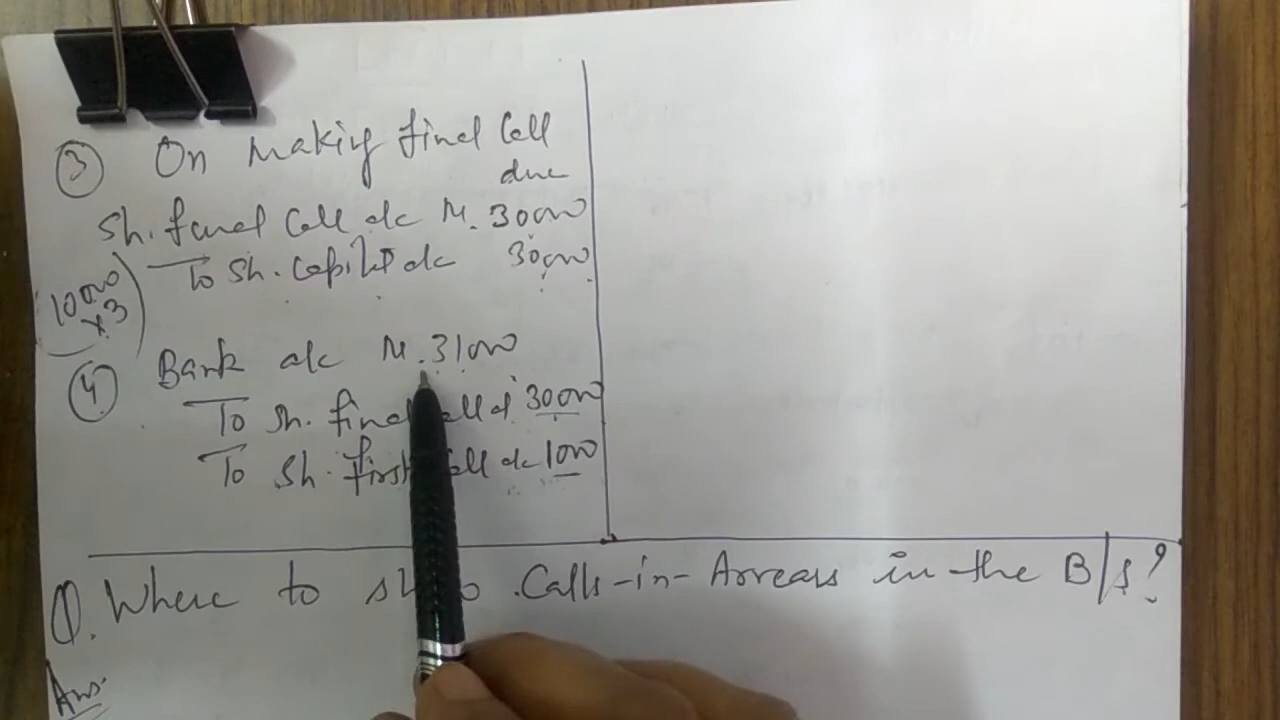 ③ On Making final Call
due
Sh. final Call a/c Dr. 30000
To Sh. Capital a/c 30000
(10000
x 3)
④ Bank a/c Dr. 31000
To Sh. final Call a/c 30000
To Sh. first Call a/c 1000
Q. Where to show Calls-in-Arrears in the B/S?
Ans.